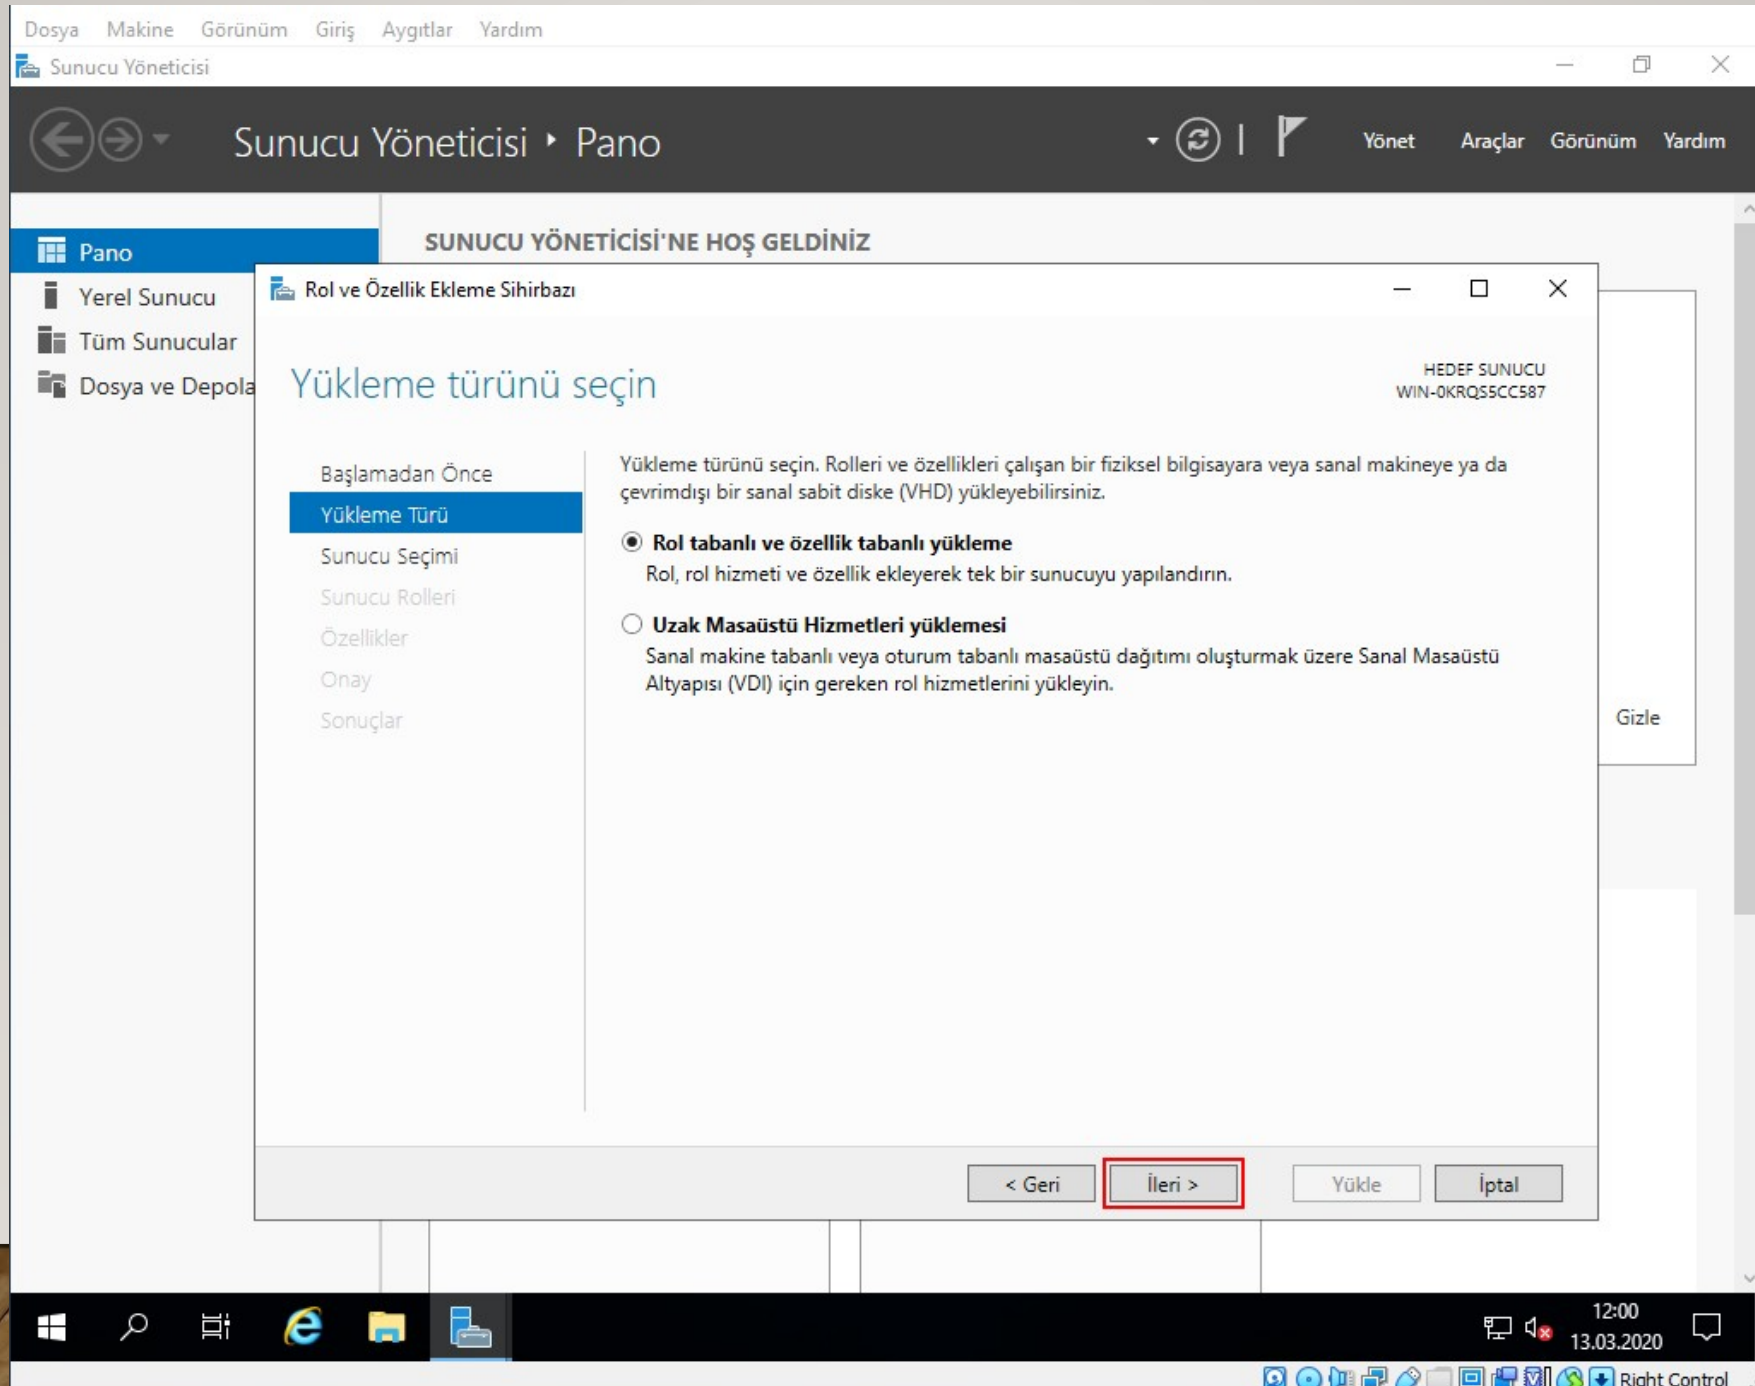 Dosya Makine Görünüm Giriş Aygıtlar Yardım
Sunucu Yöneticisi
Sunucu Yöneticisi Pano
Yönet Araçlar Görünüm Yardım
Pano
Yerel Sunucu
Tüm Sunucular
Dosya ve Depola
SUNUCU YÖNETİCİSİ'NE HOŞ GELDİNİZ
Rol ve Özellik Ekleme Sihirbazı
Yükleme türünü seçin
HEDEF SUNUCU
WIN-0KRQS5CC587
Başlamadan Önce
Yükleme Türü
Sunucu Seçimi
Sunucu Rolleri
Özellikler
Onay
Sonuçlar
Yükleme türünü seçin. Rolleri ve özellikleri çalışan bir fiziksel bilgisayara veya sanal makineye ya da
çevrimdışı bir sanal sabit diske (VHD) yükleyebilirsiniz.
Rol tabanlı ve özellik tabanlı yükleme
Rol, rol hizmeti ve özellik ekleyerek tek bir sunucuyu yapılandırın.
Uzak Masaüstü Hizmetleri yüklemesi
Sanal makine tabanlı veya oturum tabanlı masaüstü dağıtımı oluşturmak üzere Sanal Masaüstü
Altyapısı (VDI) için gereken rol hizmetlerini yükleyin.
Gizle
< Geri
İleri >
Yükle
İptal
12:00
13.03.2020
Right Control